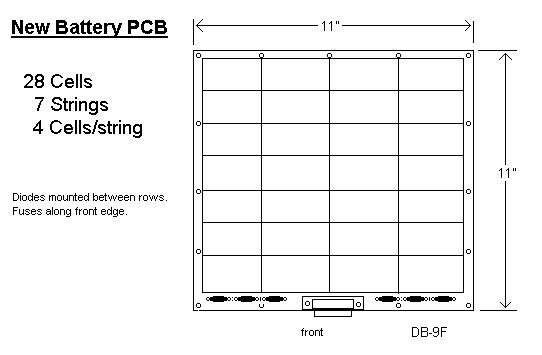 New Battery PCB
11"
28 Cells
7 Strings
4 Cells/string
11"
Diodes mounted between rows.
Fuses along front edge.
front
DB-9F